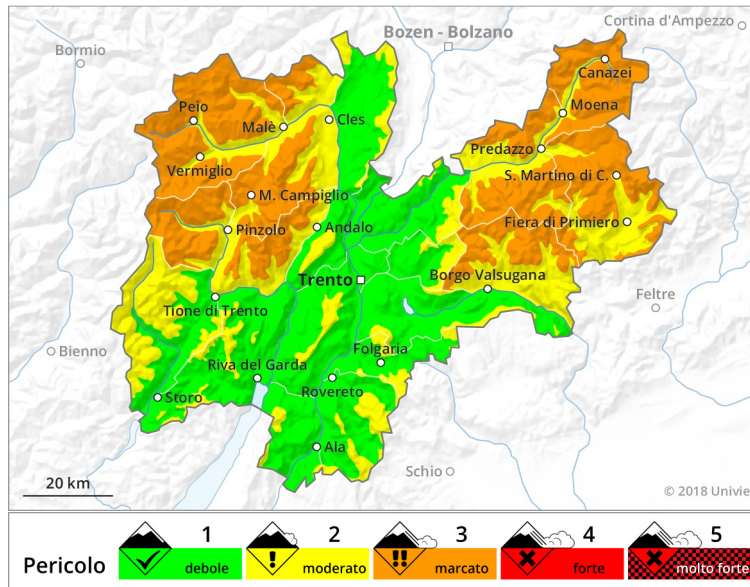 Cortina d'Ampezzo
Bozen - Bolzano
Bormio
Canazei
Peio
Moena
Malè
Cles
Predazzo
Vermiglio
S. Martino di C.
M. Campiglio
Fiera di Primiero
Pinzolo
Andalo
Trento
Borgo Valsugana
Feltre
Tione di Trento
Bienno
Folgaria
Riva del Garda
Rovereto
Storo
Ala
Schio
20 km
© 2018 Univie
1 2 3 4 5
Pericolo debole moderato marcato forte molto forte